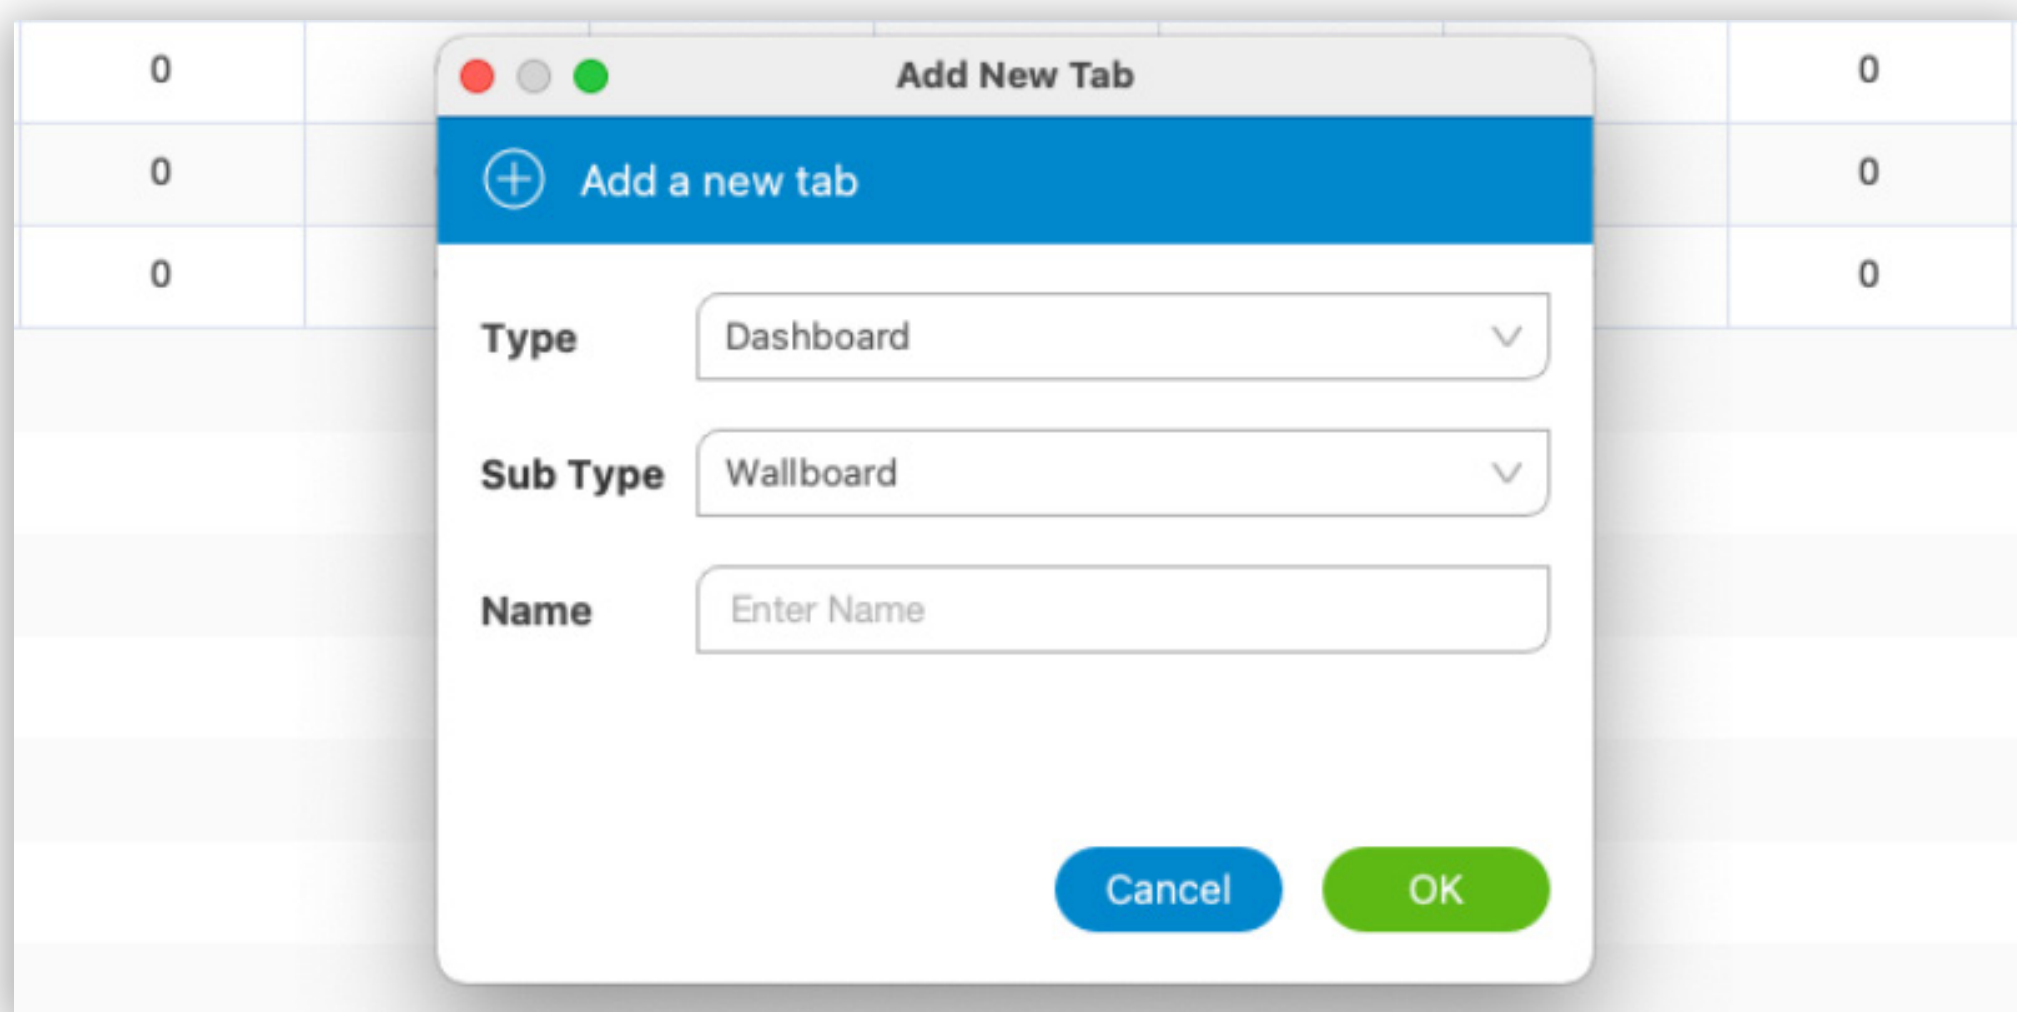 Add New Tab
0 0
Add a new tab
0 0
0 0
Type Dashboard
Sub Type Wallboard
Name Enter Name
Cancel OK